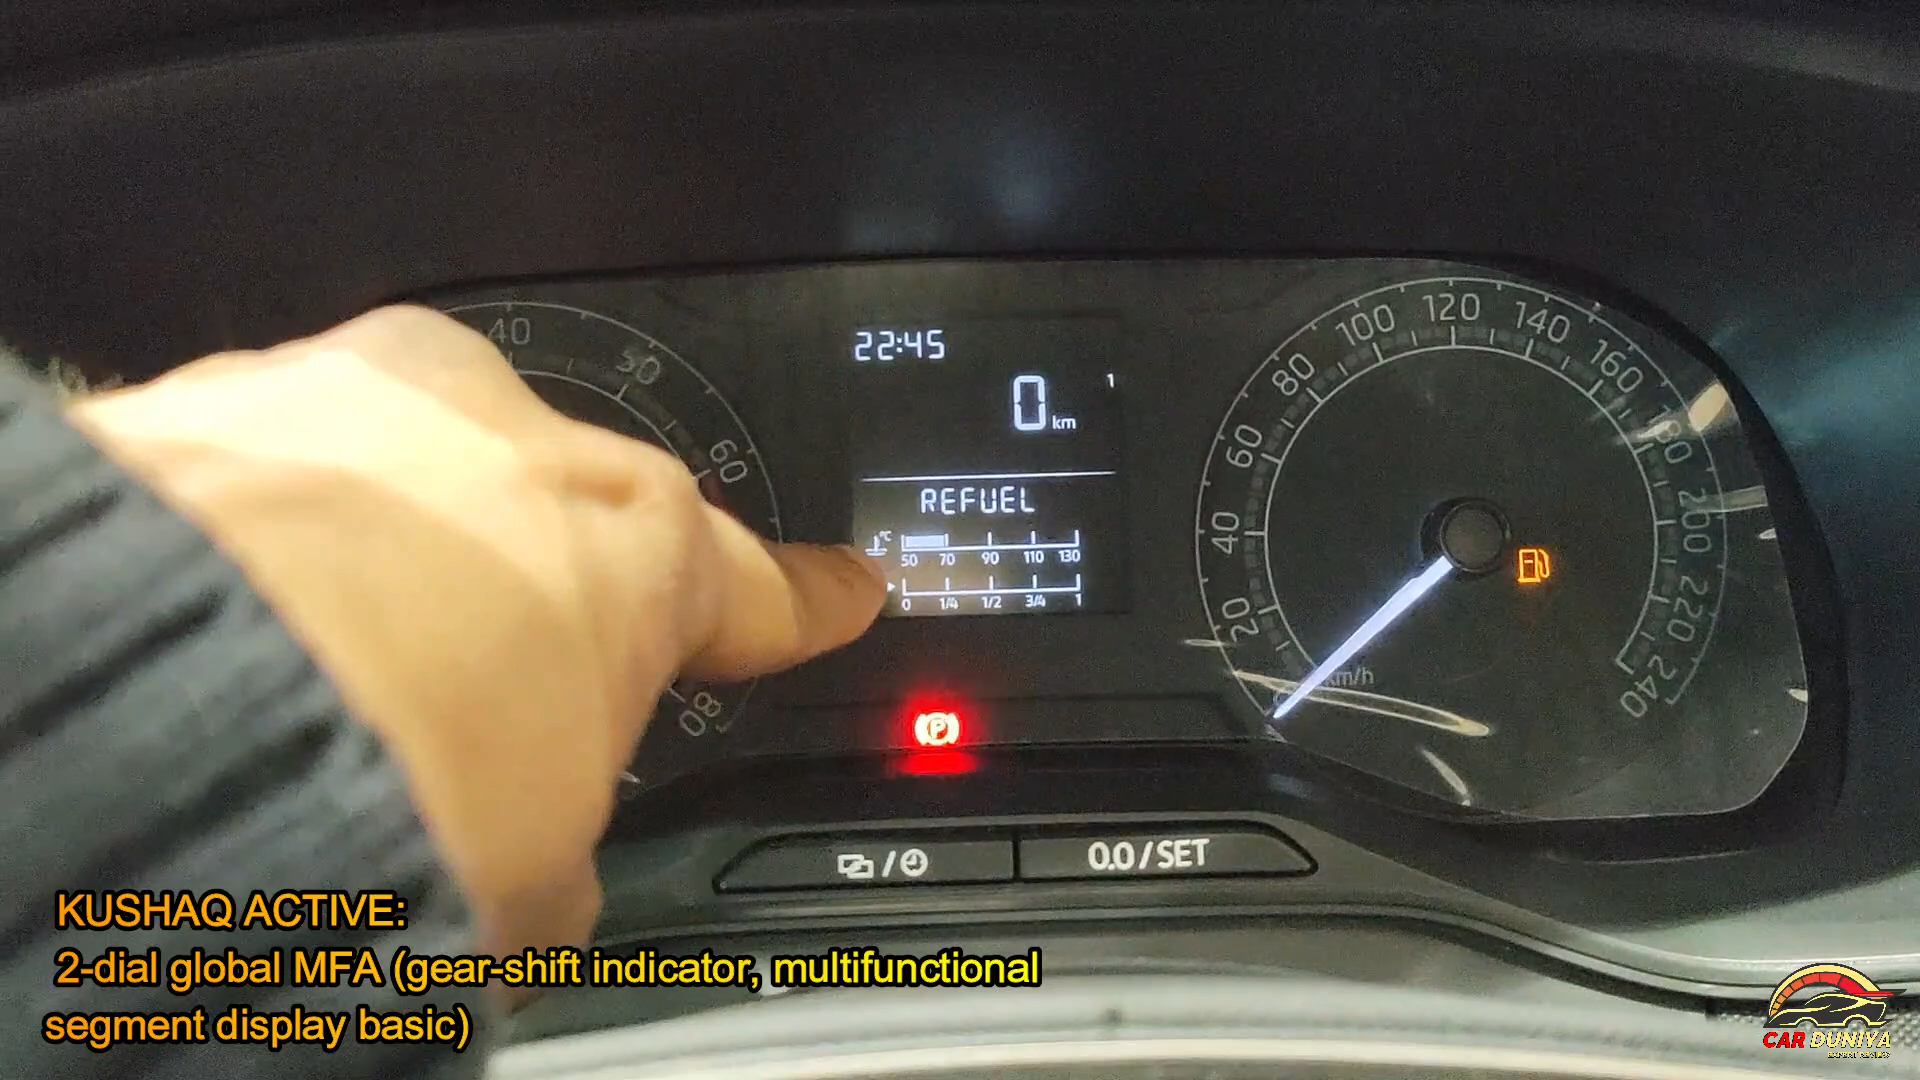 22:45
1
0 km
REFUEL
°C
50 70 90 110 130
0 1/4 1/2 3/4 1
40 50 60 80
20 40 60 80 100 120 140 160 180 200 220 240
km/h
P
0.0 / SET
KUSHAQ ACTIVE:
2-dial global MFA (gear-shift indicator, multifunctional
segment display basic)
CAR DUNIYA